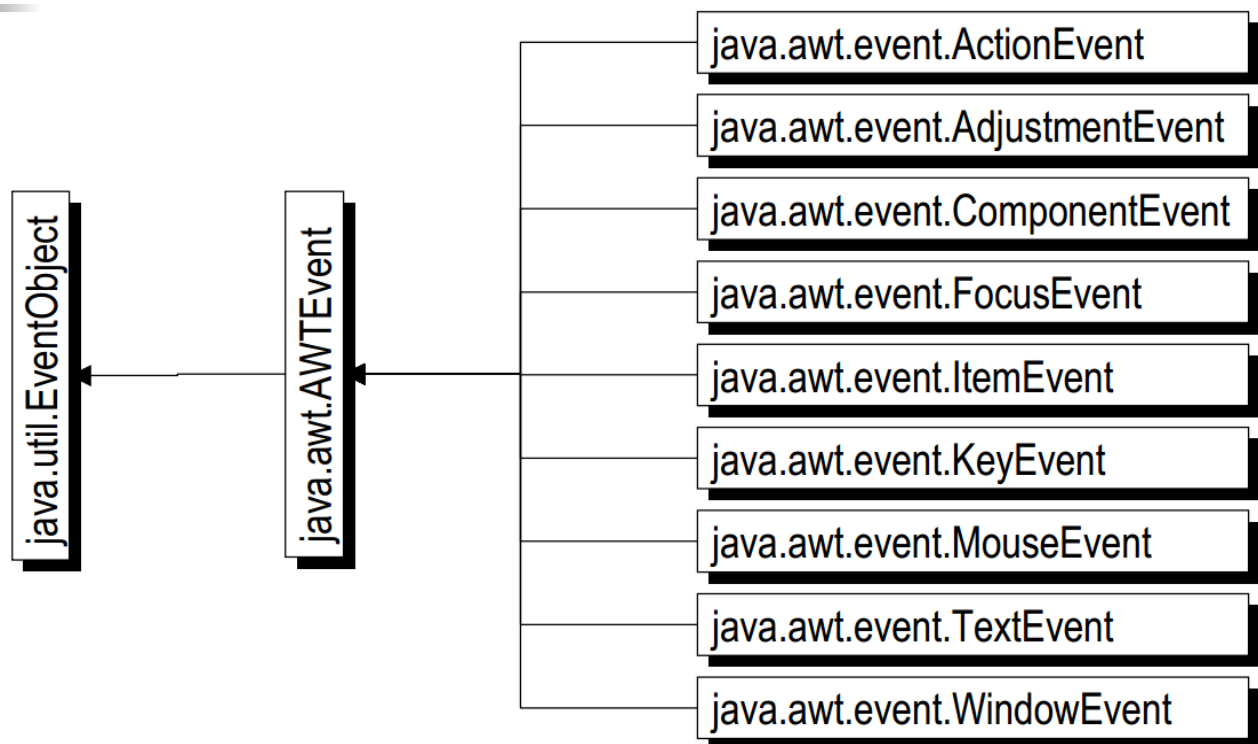 java.util.EventObject
java.awt.AWTEvent
java.awt.event.ActionEvent
java.awt.event.AdjustmentEvent
java.awt.event.ComponentEvent
java.awt.event.FocusEvent
java.awt.event.ItemEvent
java.awt.event.KeyEvent
java.awt.event.MouseEvent
java.awt.event.TextEvent
java.awt.event.WindowEvent